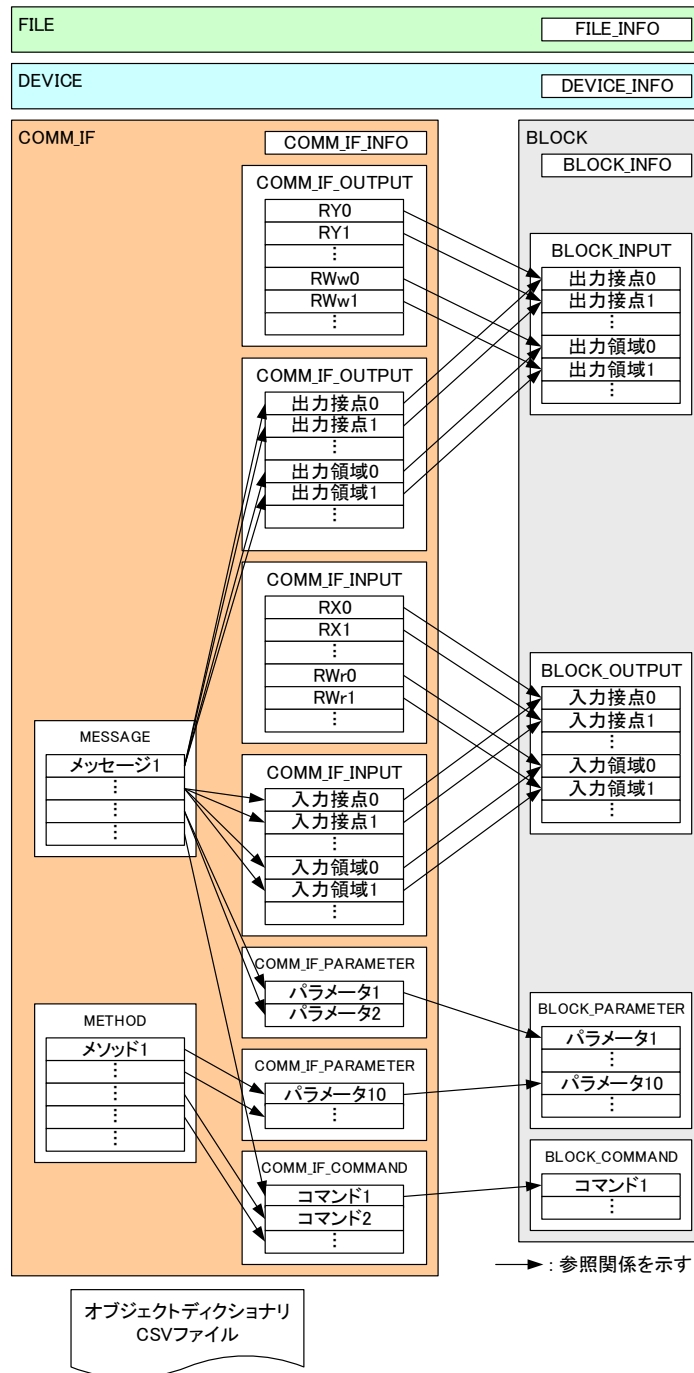 FILE
FILE_INFO
DEVICE
DEVICE_INFO
COMM_IF
COMM_IF_INFO
COMM_IF_OUTPUT
RY0
RY1
⋮
RWw0
RWw1
⋮
COMM_IF_OUTPUT
出力接点0
出力接点1
⋮
出力領域0
出力領域1
⋮
COMM_IF_INPUT
RX0
RX1
⋮
RWr0
RWr1
⋮
MESSAGE
メッセージ1
⋮
⋮
⋮
COMM_IF_INPUT
入力接点0
入力接点1
⋮
入力領域0
入力領域1
⋮
COMM_IF_PARAMETER
パラメータ1
パラメータ2
METHOD
メソッド1
⋮
⋮
⋮
⋮
COMM_IF_PARAMETER
パラメータ10
⋮
COMM_IF_COMMAND
コマンド1
コマンド2
⋮
BLOCK
BLOCK_INFO
BLOCK_INPUT
出力接点0
出力接点1
⋮
出力領域0
出力領域1
⋮
BLOCK_OUTPUT
入力接点0
入力接点1
⋮
入力領域0
入力領域1
⋮
BLOCK_PARAMETER
パラメータ1
⋮
パラメータ10
⋮
BLOCK_COMMAND
コマンド1
⋮
：参照関係を示す
オブジェクトディクショナリ
CSVファイル